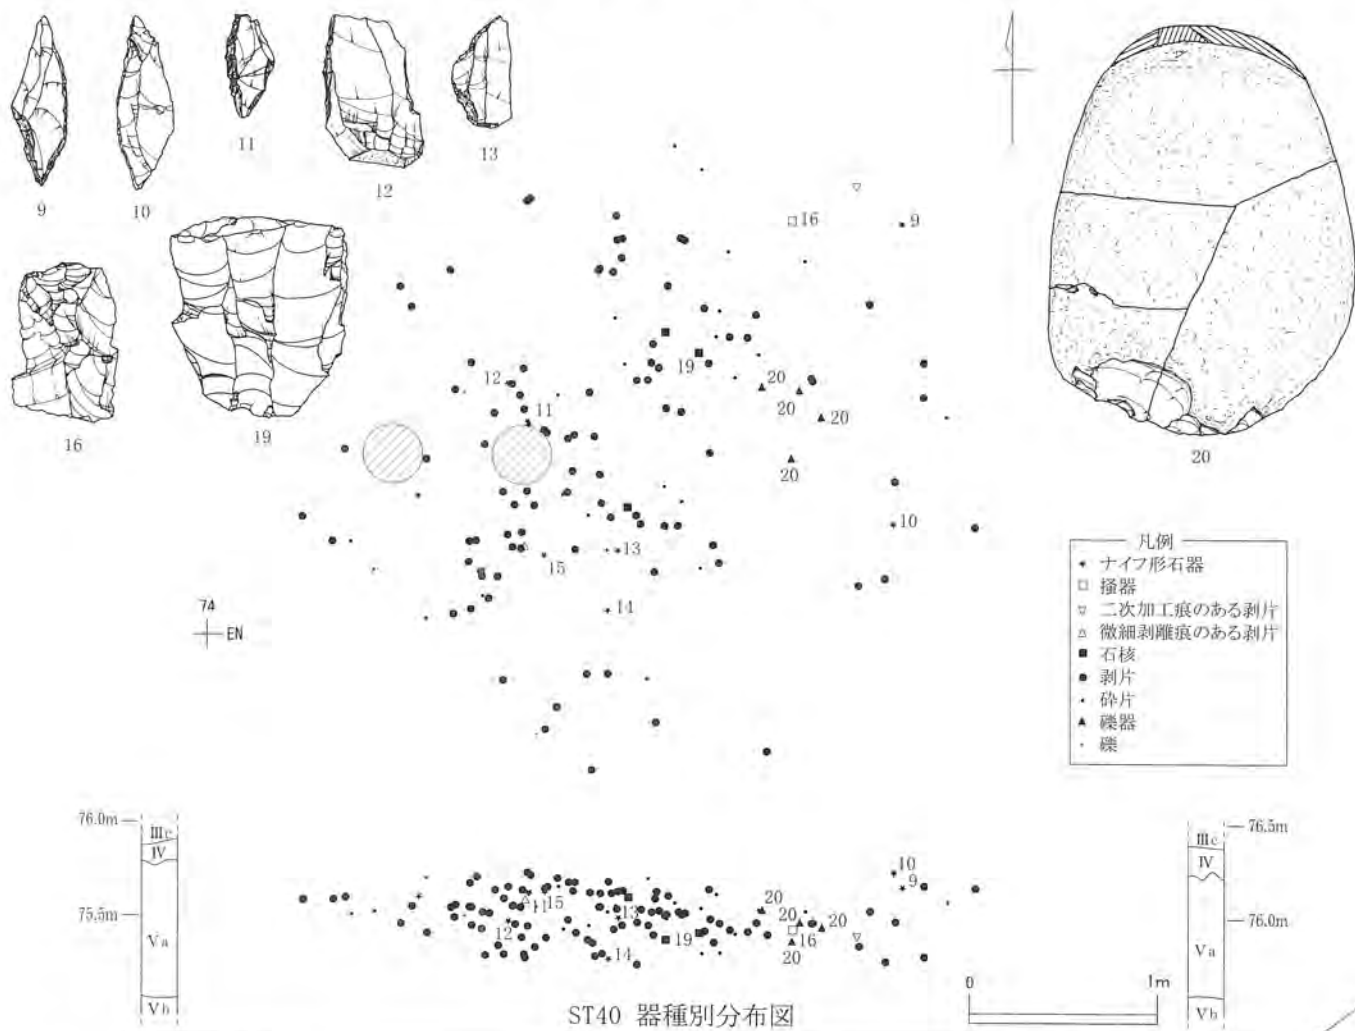 9
10
11
12
13
16
19
20
16
9
19
20
20
20
20
12
11
10
13
15
14
74
EN
凡例
ナイフ形石器
掻器
二次加工痕のある剥片
微細剥離痕のある剥片
石核
剥片
砕片
礫器
礫
76.0m
75.5m
Ⅲc
Ⅳ
Ⅴa
Ⅴb
10
9
11
15
13
12
14
19
20
20
20
16
20
76.5m
76.0m
Ⅲc
Ⅳ
Ⅴa
Ⅴb
0
1m
ST40 器種別分布図